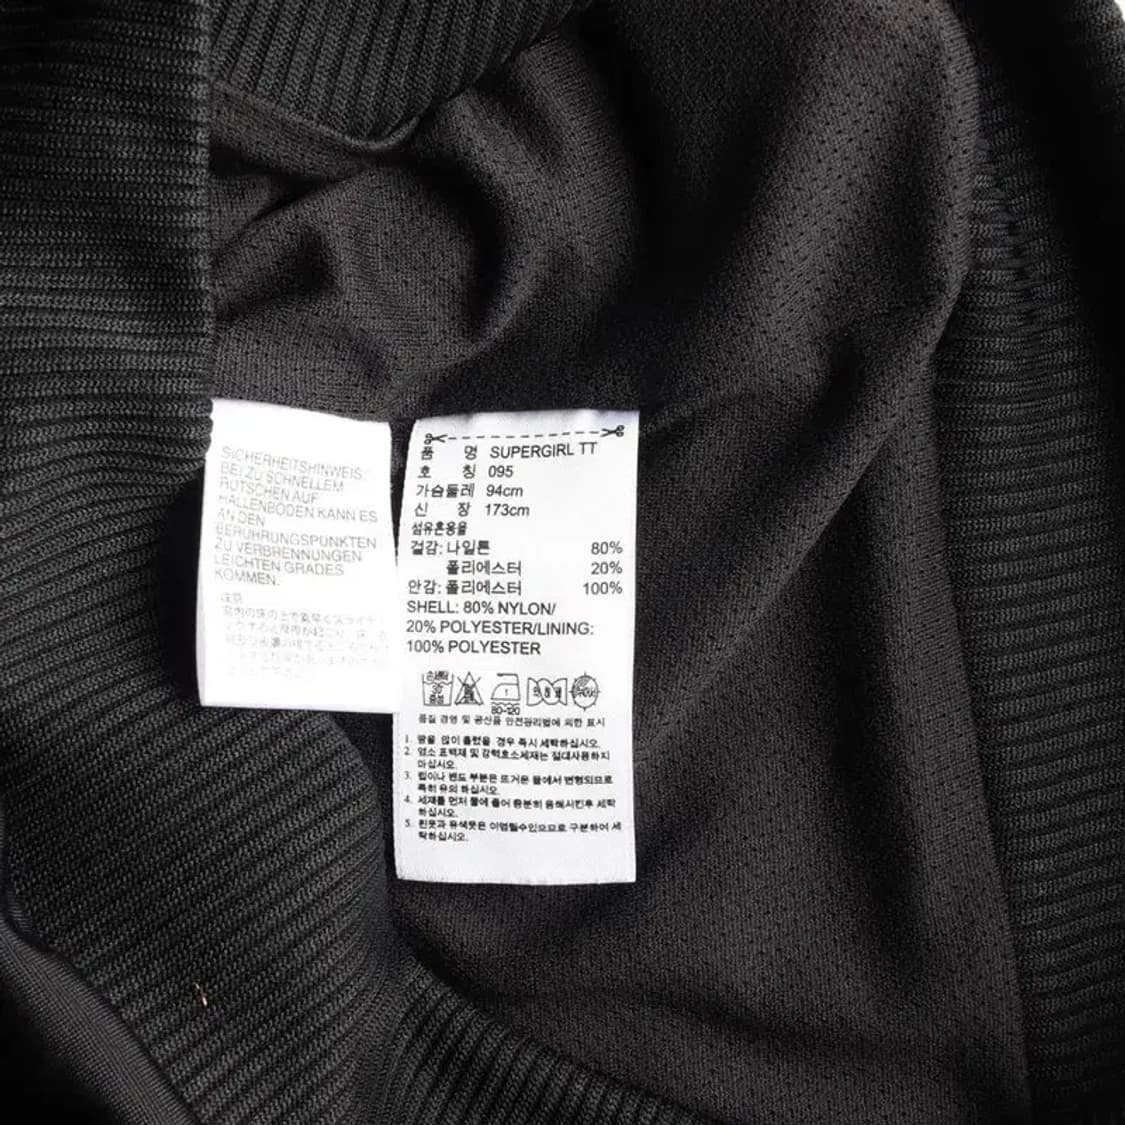 SICHERHEITSHINWEIS:
BEI ZU SCHNELLEM
RUTSCHEN AUF
HALLENBODEN KANN ES
AN DEN
BERÜHRUNGSPUNKTEN
ZU VERBRENNUNGEN
LEICHTEN GRADES
KOMMEN.
品 명 SUPERGIRL TT
호 칭 095
가슴둘레 94cm
신 장 173cm
섬유혼용율
겉감: 나일론 80%
폴리에스터 20%
안감: 폴리에스터 100%
SHELL: 80% NYLON/
20% POLYESTER/LINING:
100% POLYESTER
80-120
품질 경영 및 공산품 안전관리법에 의한 표시
1. 땀을 많이 흘렸을 경우 즉시 세탁하십시오.
2. 염소 표백제 및 강력효소세제는 절대사용하지
마십시오.
3. 립이나 밴드 부분은 뜨거운 물에서 변형되므로
특히 유의 하십시오.
4. 세제를 먼저 물에 풀어 충분히 용해시킨후 세탁
하십시오.
5. 흰옷과 유색옷은 이염될수있으므로 구분하여 세
탁하십시오.